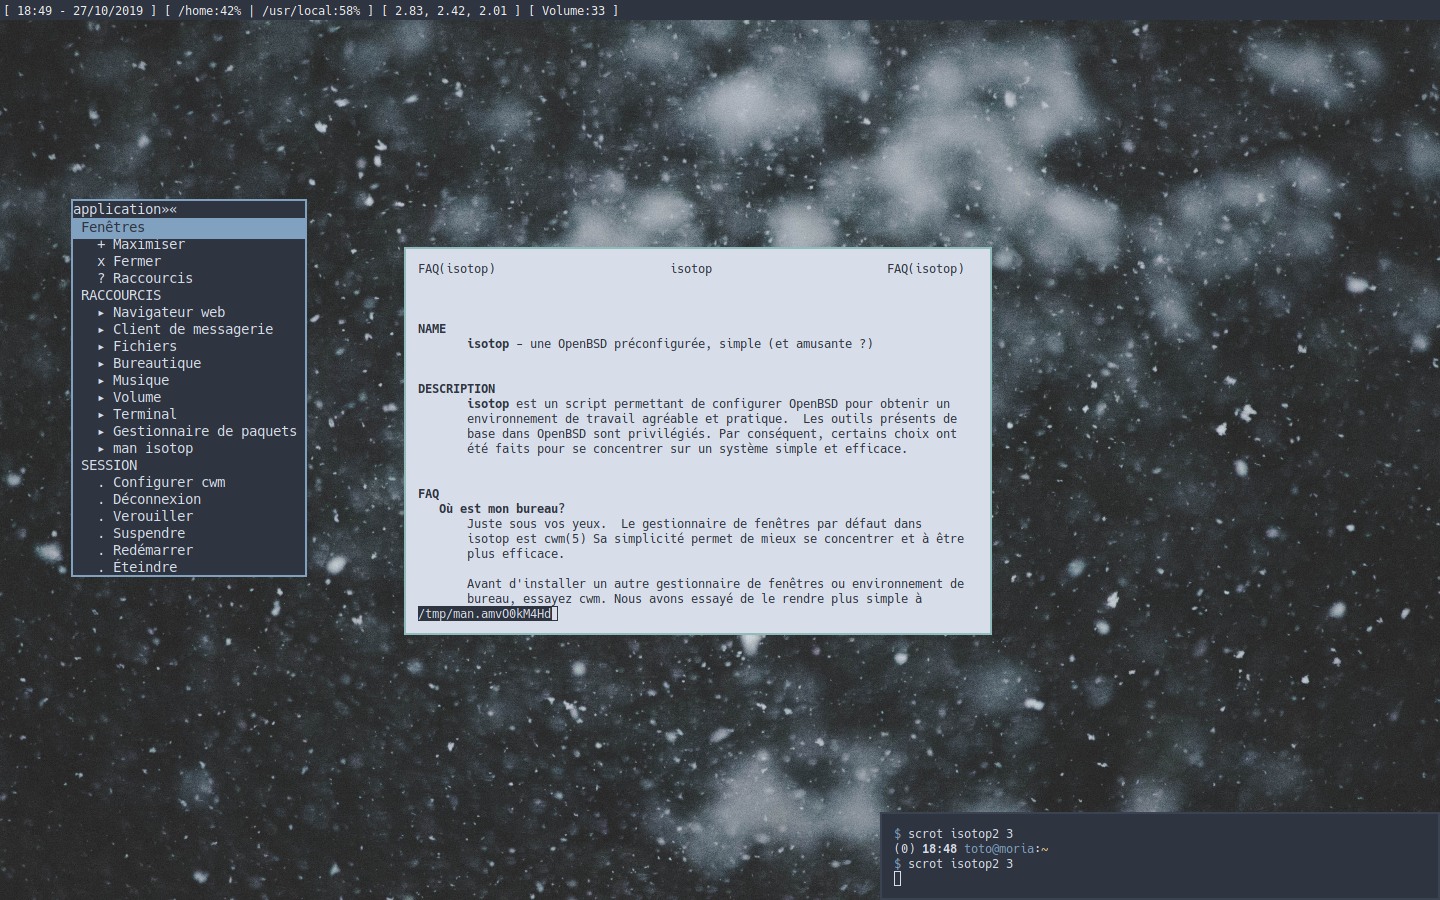 [ 18:49 - 27/10/2019 ] [ /home:42% | /usr/local:58% ] [ 2.83, 2.42, 2.01 ] [ Volume:33 ]
application»«
Fenêtres
+ Maximiser
x Fermer
? Raccourcis
RACCOURCIS
▸ Navigateur web
▸ Client de messagerie
▸ Fichiers
▸ Bureautique
▸ Musique
▸ Volume
▸ Terminal
▸ Gestionnaire de paquets
▸ man isotop
SESSION
. Configurer cwm
. Déconnexion
. Verouiller
. Suspendre
. Redémarrer
. Éteindre
FAQ(isotop) isotop FAQ(isotop)
NAME
isotop – une OpenBSD préconfigurée, simple (et amusante ?)
DESCRIPTION
isotop est un script permettant de configurer OpenBSD pour obtenir un
environnement de travail agréable et pratique.  Les outils présents de
base dans OpenBSD sont privilégiés. Par conséquent, certains choix ont
été faits pour se concentrer sur un système simple et efficace.
FAQ
Où est mon bureau?
Juste sous vos yeux.  Le gestionnaire de fenêtres par défaut dans
isotop est cwm(5) Sa simplicité permet de mieux se concentrer et à être
plus efficace.
Avant d'installer un autre gestionnaire de fenêtres ou environnement de
bureau, essayez cwm. Nous avons essayé de le rendre plus simple à
/tmp/man.amvO0kM4Hd
$ scrot isotop2 3
(0) 18:48 toto@moria:~
$ scrot isotop2 3